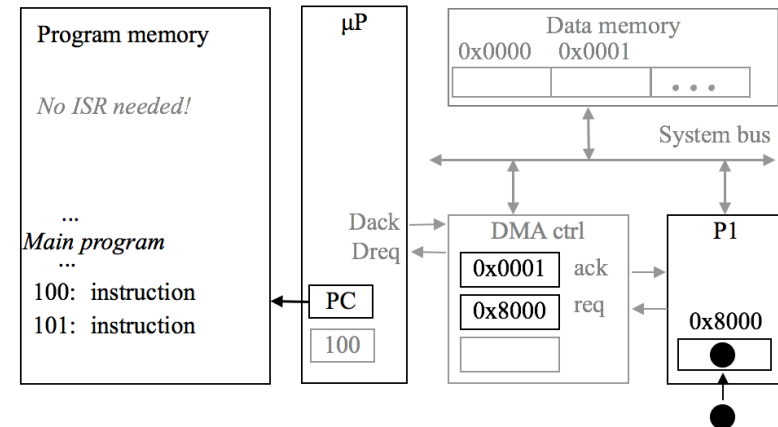 Program memory
No ISR needed!
...
Main program
...
100: instruction
101: instruction
μP
Dack
Dreq
PC
100
Data memory
0x0000 0x0001
...
System bus
DMA ctrl
0x0001 ack
0x8000 req
P1
0x8000